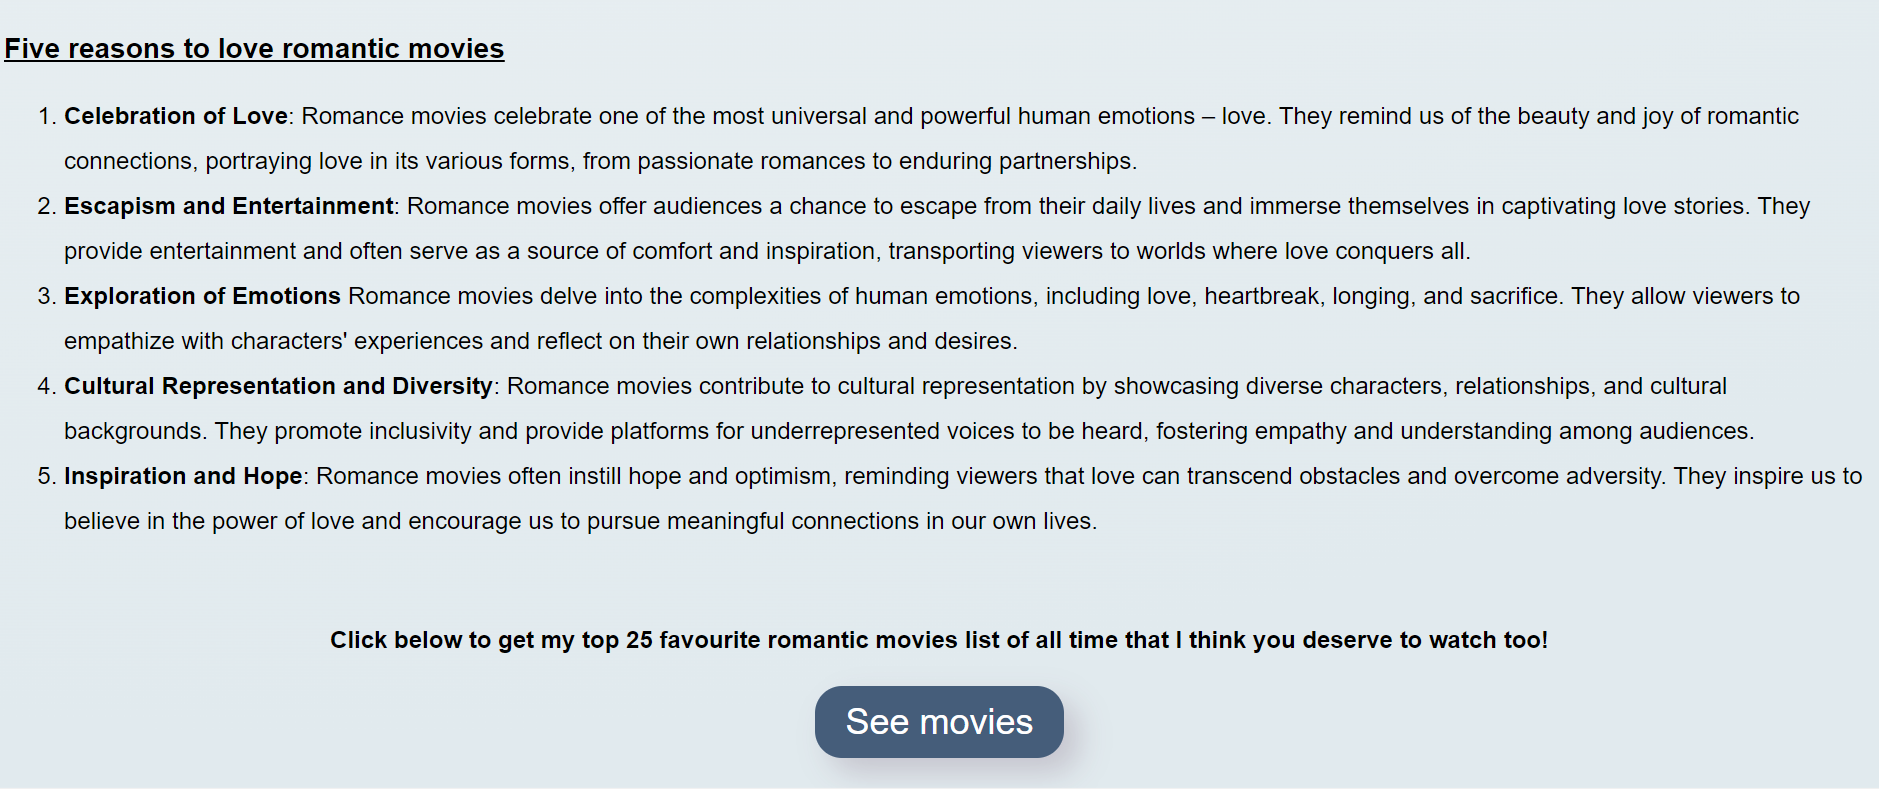 Five reasons to love romantic movies
1. Celebration of Love: Romance movies celebrate one of the most universal and powerful human emotions – love. They remind us of the beauty and joy of romantic
connections, portraying love in its various forms, from passionate romances to enduring partnerships.
2. Escapism and Entertainment: Romance movies offer audiences a chance to escape from their daily lives and immerse themselves in captivating love stories. They
provide entertainment and often serve as a source of comfort and inspiration, transporting viewers to worlds where love conquers all.
3. Exploration of Emotions Romance movies delve into the complexities of human emotions, including love, heartbreak, longing, and sacrifice. They allow viewers to
empathize with characters' experiences and reflect on their own relationships and desires.
4. Cultural Representation and Diversity: Romance movies contribute to cultural representation by showcasing diverse characters, relationships, and cultural
backgrounds. They promote inclusivity and provide platforms for underrepresented voices to be heard, fostering empathy and understanding among audiences.
5. Inspiration and Hope: Romance movies often instill hope and optimism, reminding viewers that love can transcend obstacles and overcome adversity. They inspire us to
believe in the power of love and encourage us to pursue meaningful connections in our own lives.
Click below to get my top 25 favourite romantic movies list of all time that I think you deserve to watch too!
See movies